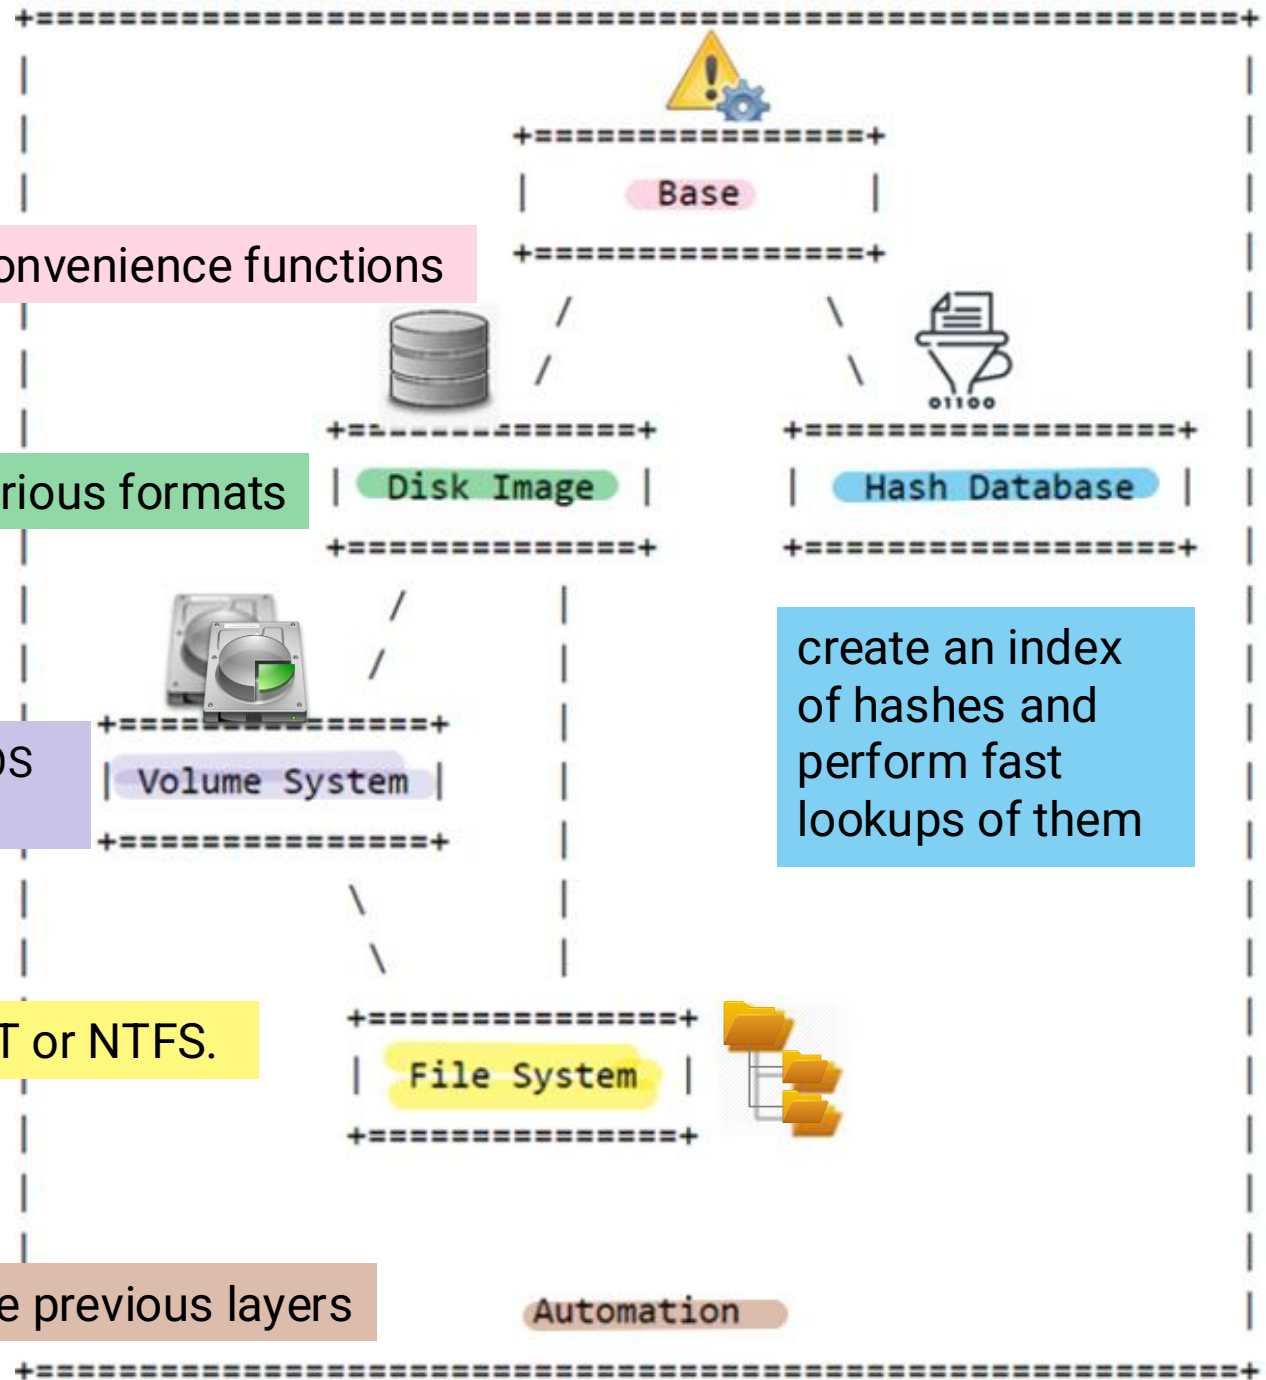 Base
onvenience functions
01100
rious formats
Disk Image
Hash Database
create an index
of hashes and
perform fast
lookups of them
OS
Volume System
T or NTFS.
File System
e previous layers
Automation